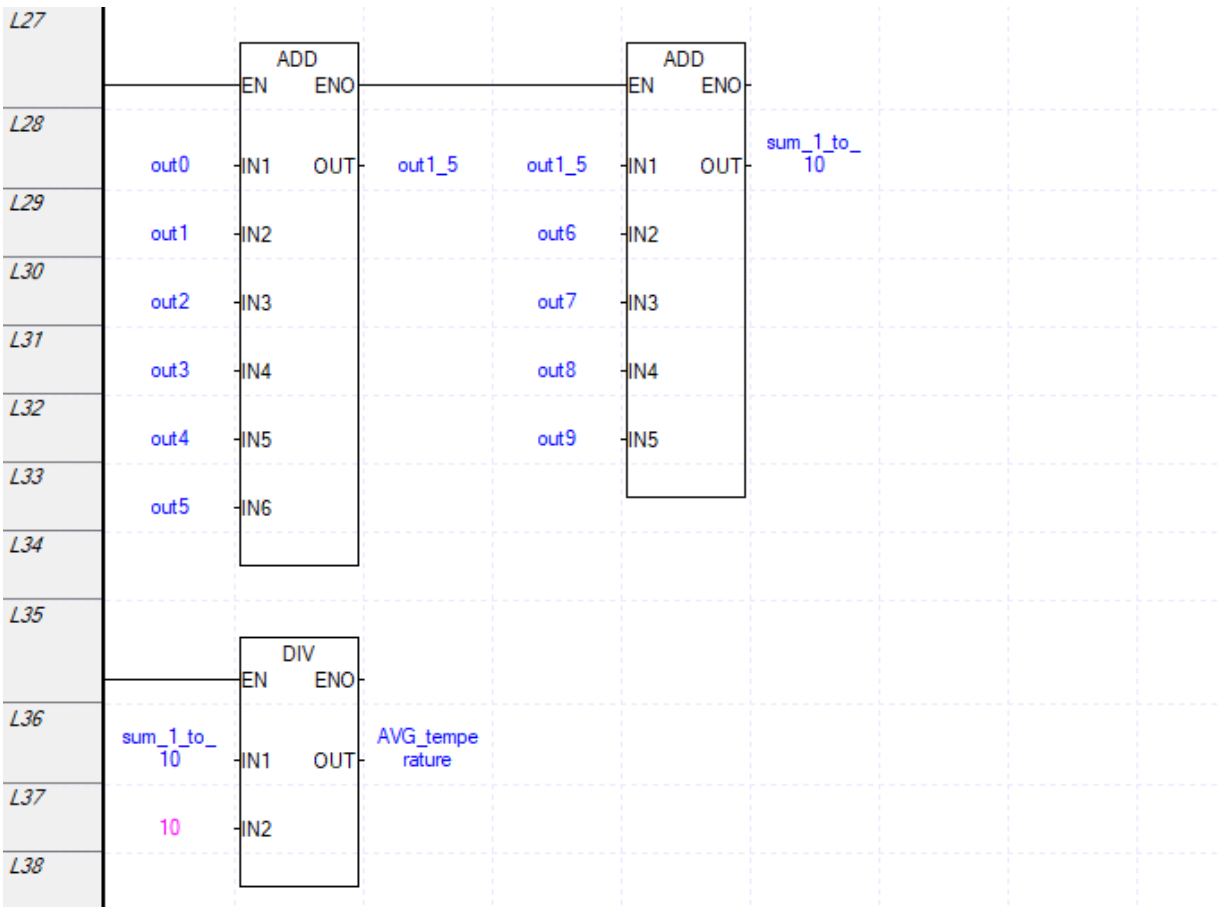 L27
ADD ADD
EN ENO EN ENO
L28
sum_1_to_
out0 IN1 OUT out1_5 out1_5 IN1 OUT 10
L29
out1 IN2 out6 IN2
L30
out2 IN3 out7 IN3
L31
out3 IN4 out8 IN4
L32
out4 IN5 out9 IN5
L33
out5 IN6
L34
L35
DIV
EN ENO
L36
sum_1_to_ AVG_tempe
10 IN1 OUT rature
L37
10 IN2
L38